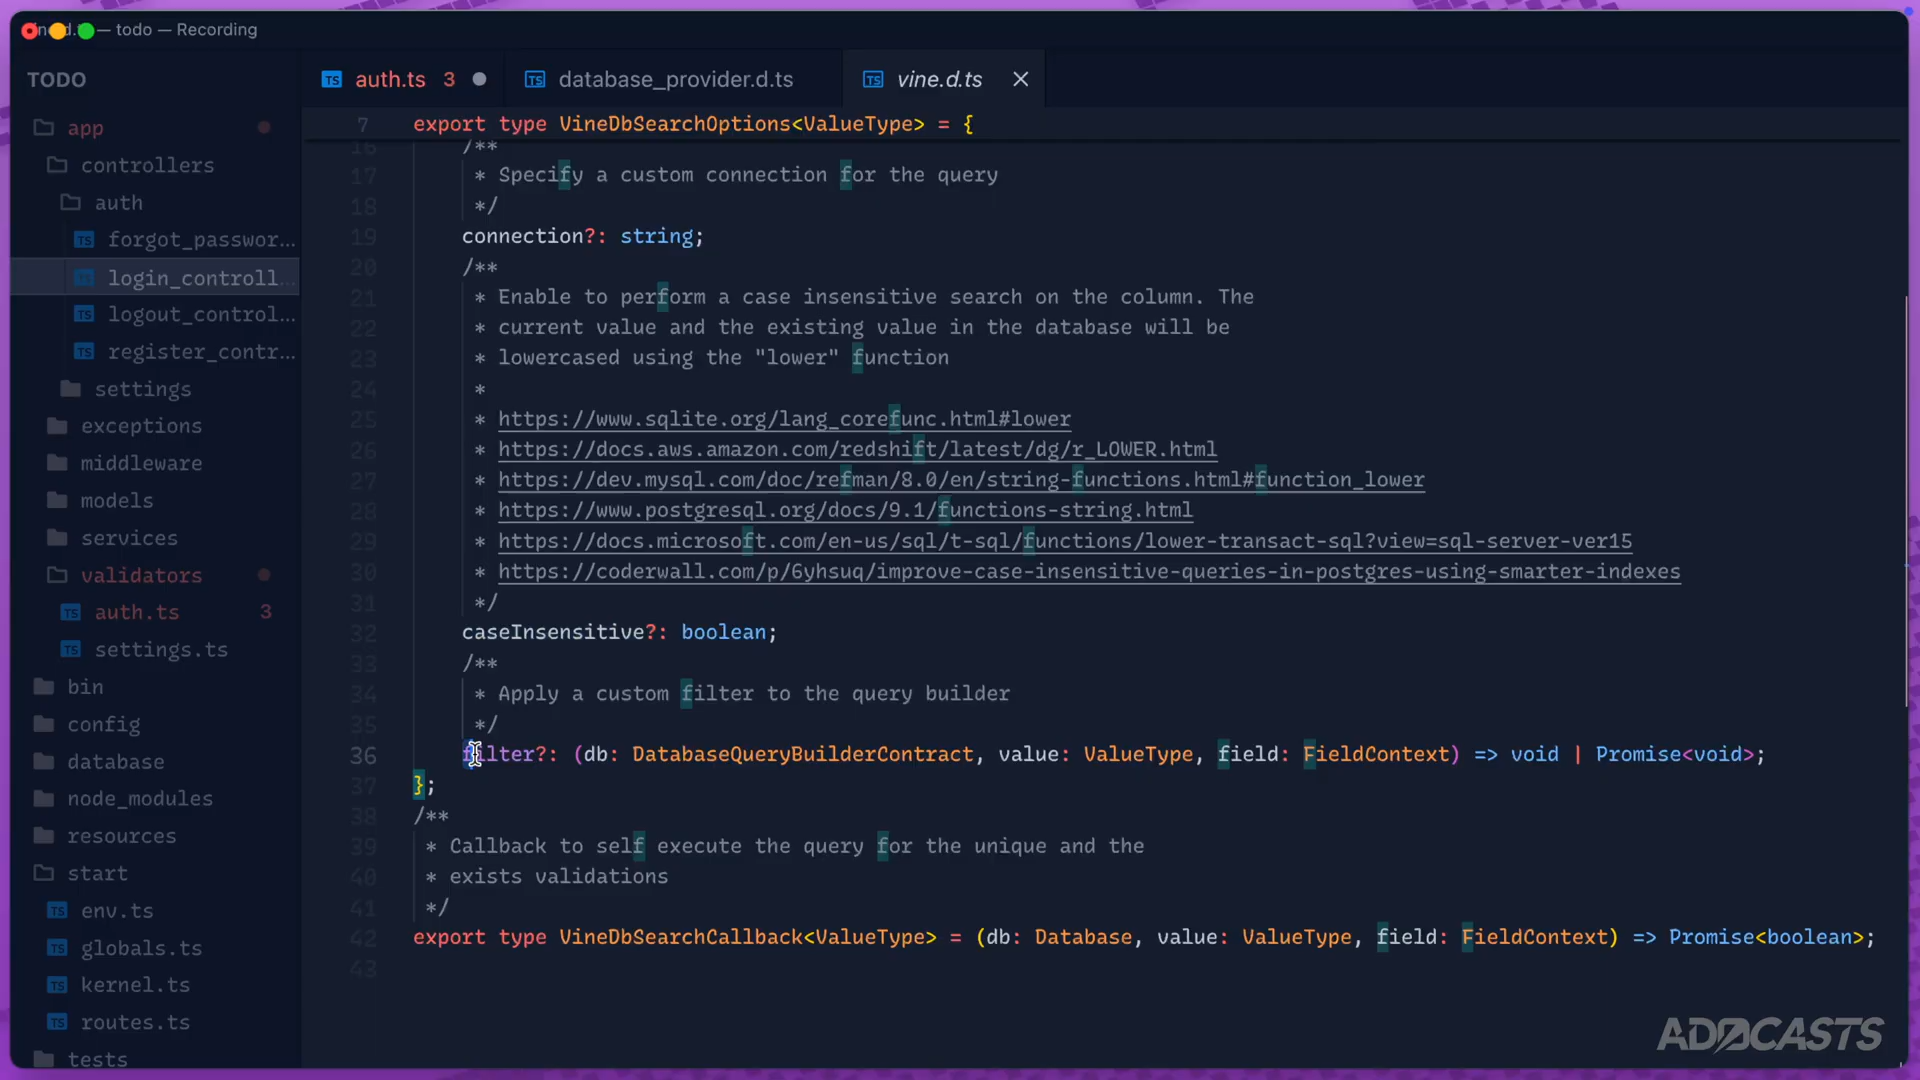 — todo — Recording
TODO
auth.ts 3
database_provider.d.ts
vine.d.ts
app
controllers
auth
forgot_passwor...
login_controll...
logout_control...
register_contr...
settings
exceptions
middleware
models
services
validators
auth.ts 3
settings.ts
bin
config
database
node_modules
resources
start
env.ts
globals.ts
kernel.ts
routes.ts
tests
7 export type VineDbSearchOptions<ValueType> = {
16 /**
17 * Specify a custom connection for the query
18 */
19 connection?: string;
20 /**
21 * Enable to perform a case insensitive search on the column. The
22 * current value and the existing value in the database will be
23 * lowercased using the "lower" function
24 *
25 * https://www.sqlite.org/lang_corefunc.html#lower
26 * https://docs.aws.amazon.com/redshift/latest/dg/r_LOWER.html
27 * https://dev.mysql.com/doc/refman/8.0/en/string-functions.html#function_lower
28 * https://www.postgresql.org/docs/9.1/functions-string.html
29 * https://docs.microsoft.com/en-us/sql/t-sql/functions/lower-transact-sql?view=sql-server-ver15
30 * https://coderwall.com/p/6yhsuq/improve-case-insensitive-queries-in-postgres-using-smarter-indexes
31 */
32 caseInsensitive?: boolean;
33 /**
34 * Apply a custom filter to the query builder
35 */
36 filter?: (db: DatabaseQueryBuilderContract, value: ValueType, field: FieldContext) => void | Promise<void>;
37 };
38 /**
39 * Callback to self execute the query for the unique and the
40 * exists validations
41 */
42 export type VineDbSearchCallback<ValueType> = (db: Database, value: ValueType, field: FieldContext) => Promise<boolean>;
43
ADOCASTS